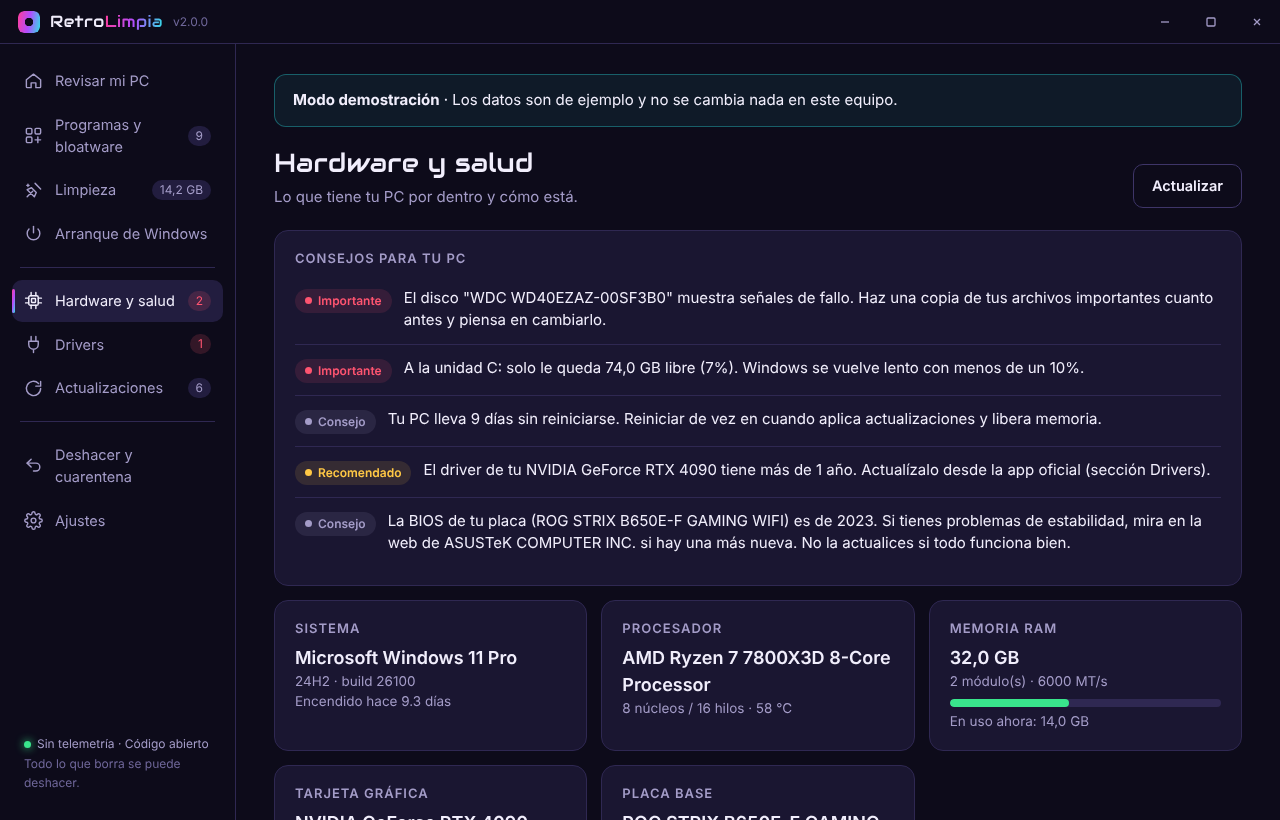 RetroLimpia v2.0.0
Revisar mi PC
Programas y
bloatware
9
Limpieza
14,2 GB
Arranque de Windows
Hardware y salud
2
Drivers
1
Actualizaciones
6
Deshacer y
cuarentena
Ajustes
Sin telemetría · Código abierto
Todo lo que borra se puede
deshacer.
Modo demostración · Los datos son de ejemplo y no se cambia nada en este equipo.
Hardware y salud
Lo que tiene tu PC por dentro y cómo está.
Actualizar
CONSEJOS PARA TU PC
Importante
El disco "WDC WD40EZAZ-00SF3B0" muestra señales de fallo. Haz una copia de tus archivos importantes cuanto
antes y piensa en cambiarlo.
Importante
A la unidad C: solo le queda 74,0 GB libre (7%). Windows se vuelve lento con menos de un 10%.
Consejo
Tu PC lleva 9 días sin reiniciarse. Reiniciar de vez en cuando aplica actualizaciones y libera memoria.
Recomendado
El driver de tu NVIDIA GeForce RTX 4090 tiene más de 1 año. Actualízalo desde la app oficial (sección Drivers).
Consejo
La BIOS de tu placa (ROG STRIX B650E-F GAMING WIFI) es de 2023. Si tienes problemas de estabilidad, mira en la
web de ASUSTeK COMPUTER INC. si hay una más nueva. No la actualices si todo funciona bien.
SISTEMA
Microsoft Windows 11 Pro
24H2 · build 26100
Encendido hace 9.3 días
PROCESADOR
AMD Ryzen 7 7800X3D 8-Core
Processor
8 núcleos / 16 hilos · 58 °C
MEMORIA RAM
32,0 GB
2 módulo(s) · 6000 MT/s
En uso ahora: 14,0 GB
TARJETA GRÁFICA
NVIDIA GeForce RTX 4090
PLACA BASE
ROG STRIX B650E-F GAMING